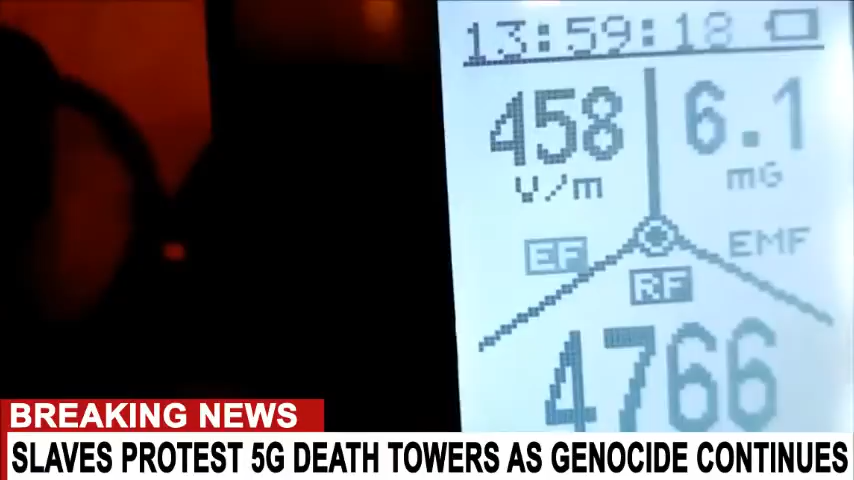 13:59:18
458 6.1
V/m mG
EF EMF
RF
4766
BREAKING NEWS
SLAVES PROTEST 5G DEATH TOWERS AS GENOCIDE CONTINUES